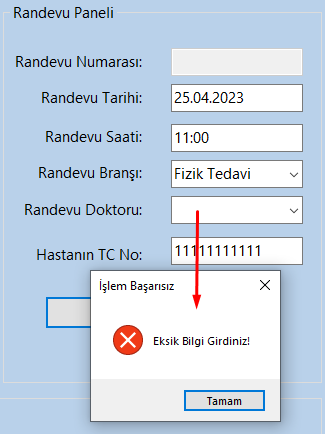 Randevu Paneli
Randevu Numarası:
Randevu Tarihi: 25.04.2023
Randevu Saati: 11:00
Randevu Branşı: Fizik Tedavi
Randevu Doktoru:
Hastanın TC No: 11111111111
İşlem Başarısız
Eksik Bilgi Girdiniz!
Tamam